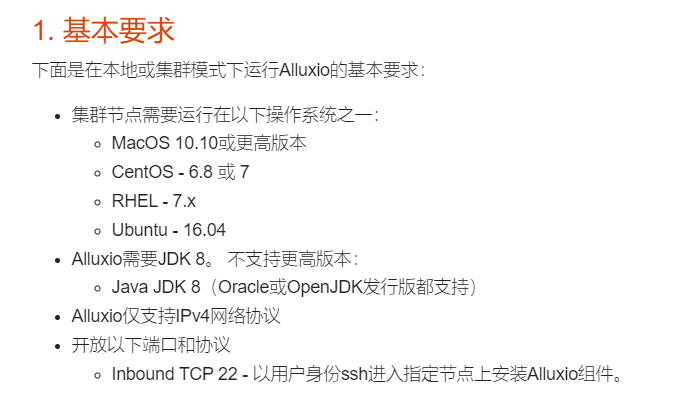 1. 基本要求
下面是在本地或集群模式下运行Alluxio的基本要求：
集群节点需要运行在以下操作系统之一：
MacOS 10.10或更高版本
CentOS - 6.8 或 7
RHEL - 7.x
Ubuntu - 16.04
Alluxio需要JDK 8。 不支持更高版本：
Java JDK 8（Oracle或OpenJDK发行版都支持）
Alluxio仅支持IPv4网络协议
开放以下端口和协议
Inbound TCP 22 - 以用户身份ssh进入指定节点上安装Alluxio组件。